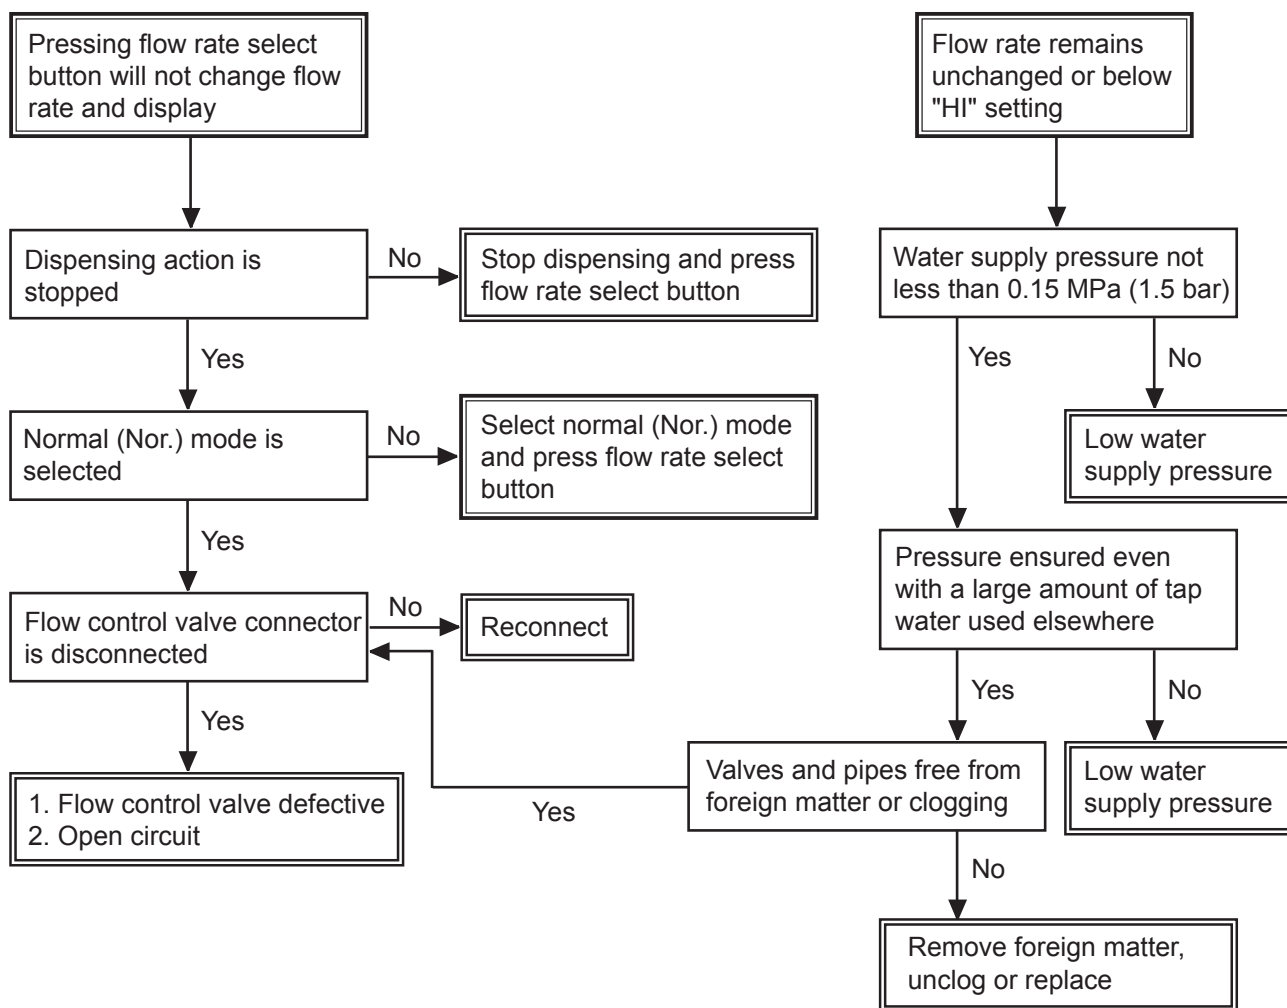 Pressing flow rate select
button will not change flow
rate and display
Flow rate remains
unchanged or below
"HI" setting
Dispensing action is
stopped
No
Stop dispensing and press
flow rate select button
Water supply pressure not
less than 0.15 MPa (1.5 bar)
Yes
Yes
No
Normal (Nor.) mode is
selected
No
Select normal (Nor.) mode
and press flow rate select
button
Low water
supply pressure
Yes
Pressure ensured even
with a large amount of tap
water used elsewhere
Flow control valve connector
is disconnected
No
Reconnect
Yes
Yes
No
1. Flow control valve defective
2. Open circuit
Yes
Valves and pipes free from
foreign matter or clogging
Low water
supply pressure
No
Remove foreign matter,
unclog or replace